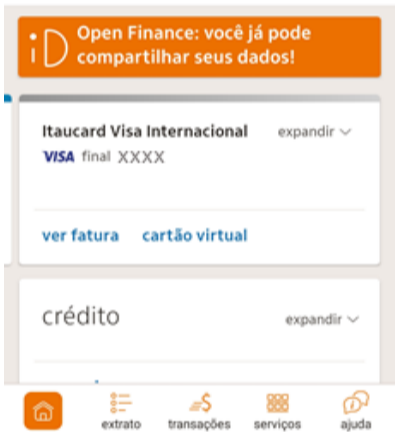 iD
Open Finance: você já pode
compartilhar seus dados!
Itaucard Visa Internacional expandir
VISA final XXXX
ver fatura cartão virtual
crédito expandir
extrato transações serviços ajuda